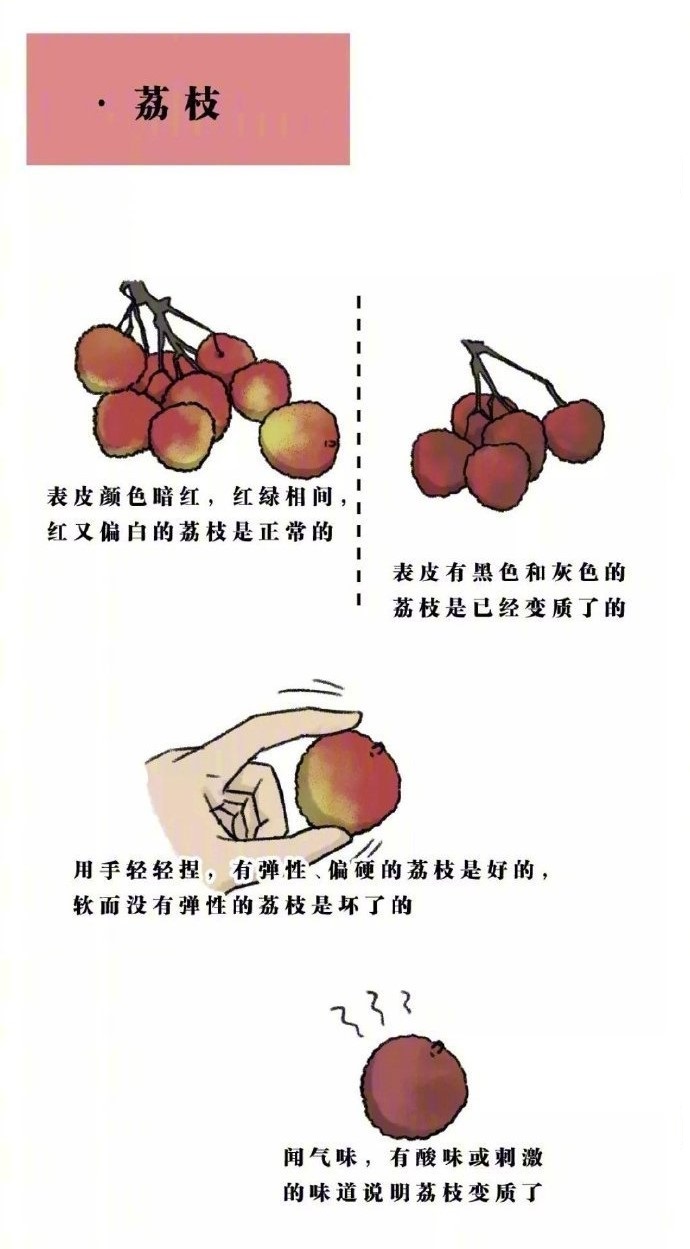 ·荔枝
表皮颜色暗红，红绿相间，
红又偏白的荔枝是正常的
表皮有黑色和灰色的
荔枝是已经变质了的
用手轻轻捏，有弹性、偏硬的荔枝是好的，
软而没有弹性的荔枝是坏了的
闻气味，有酸味或刺激
的味道说明荔枝变质了